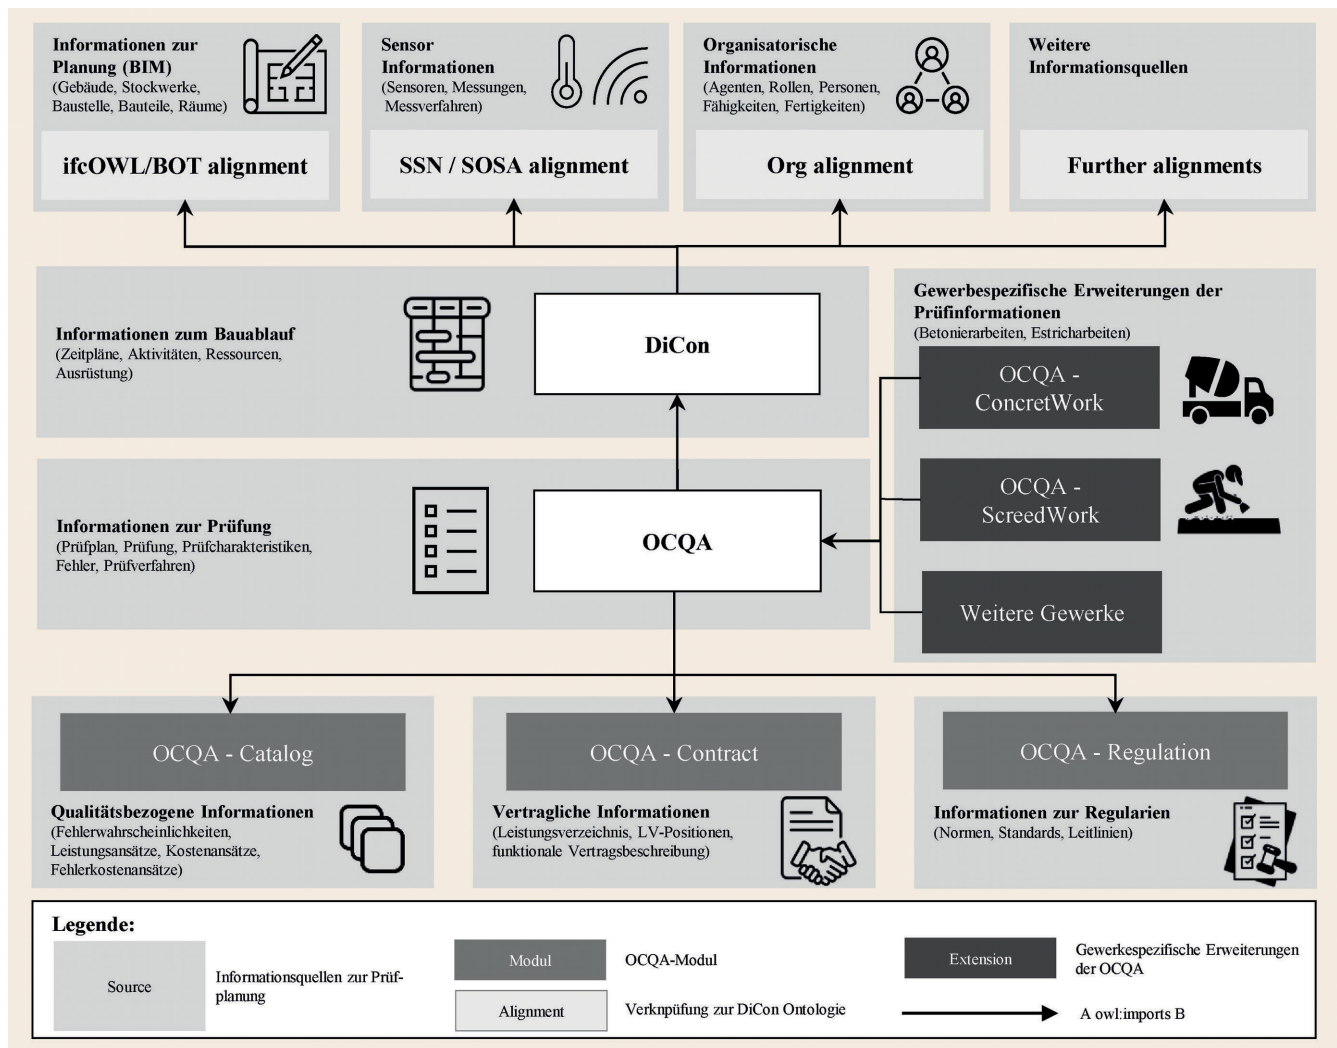 Informationen zur
Planung (BIM)
(Gebäude, Stockwerke,
Baustelle, Bauteile, Räume)
ifcOWL/BOT alignment
Sensor
Informationen
(Sensoren, Messungen,
Messverfahren)
SSN / SOSA alignment
Organisatorische
Informationen
(Agenten, Rollen, Personen,
Fähigkeiten, Fertigkeiten)
Org alignment
Weitere
Informationsquellen
Further alignments
Informationen zum Bauablauf
(Zeitpläne, Aktivitäten, Ressourcen,
Ausrüstung)
DiCon
Gewerbespezifische Erweiterungen der
Prüfinformationen
(Betonierarbeiten, Estricharbeiten)
OCQA -
ConcretWork
OCQA -
ScreedWork
Weitere Gewerke
Informationen zur Prüfung
(Prüfplan, Prüfung, Prüfcharakteristiken,
Fehler, Prüfverfahren)
OCQA
OCQA - Catalog
Qualitätsbezogene Informationen
(Fehlerwahrscheinlichkeiten,
Leistungsansätze, Kostenansätze,
Fehlerkostenansätze)
OCQA - Contract
Vertragliche Informationen
(Leistungsverzeichnis, LV-Positionen,
funktionale Vertragsbeschreibung)
OCQA - Regulation
Informationen zur Regularien
(Normen, Standards, Leitlinien)
Legende:
Source
Informationsquellen zur Prüf-
planung
Modul
OCQA-Modul
Alignment
Verknpüfung zur DiCon Ontologie
Extension
Gewerkespezifische Erweiterungen
der OCQA
A owl:imports B